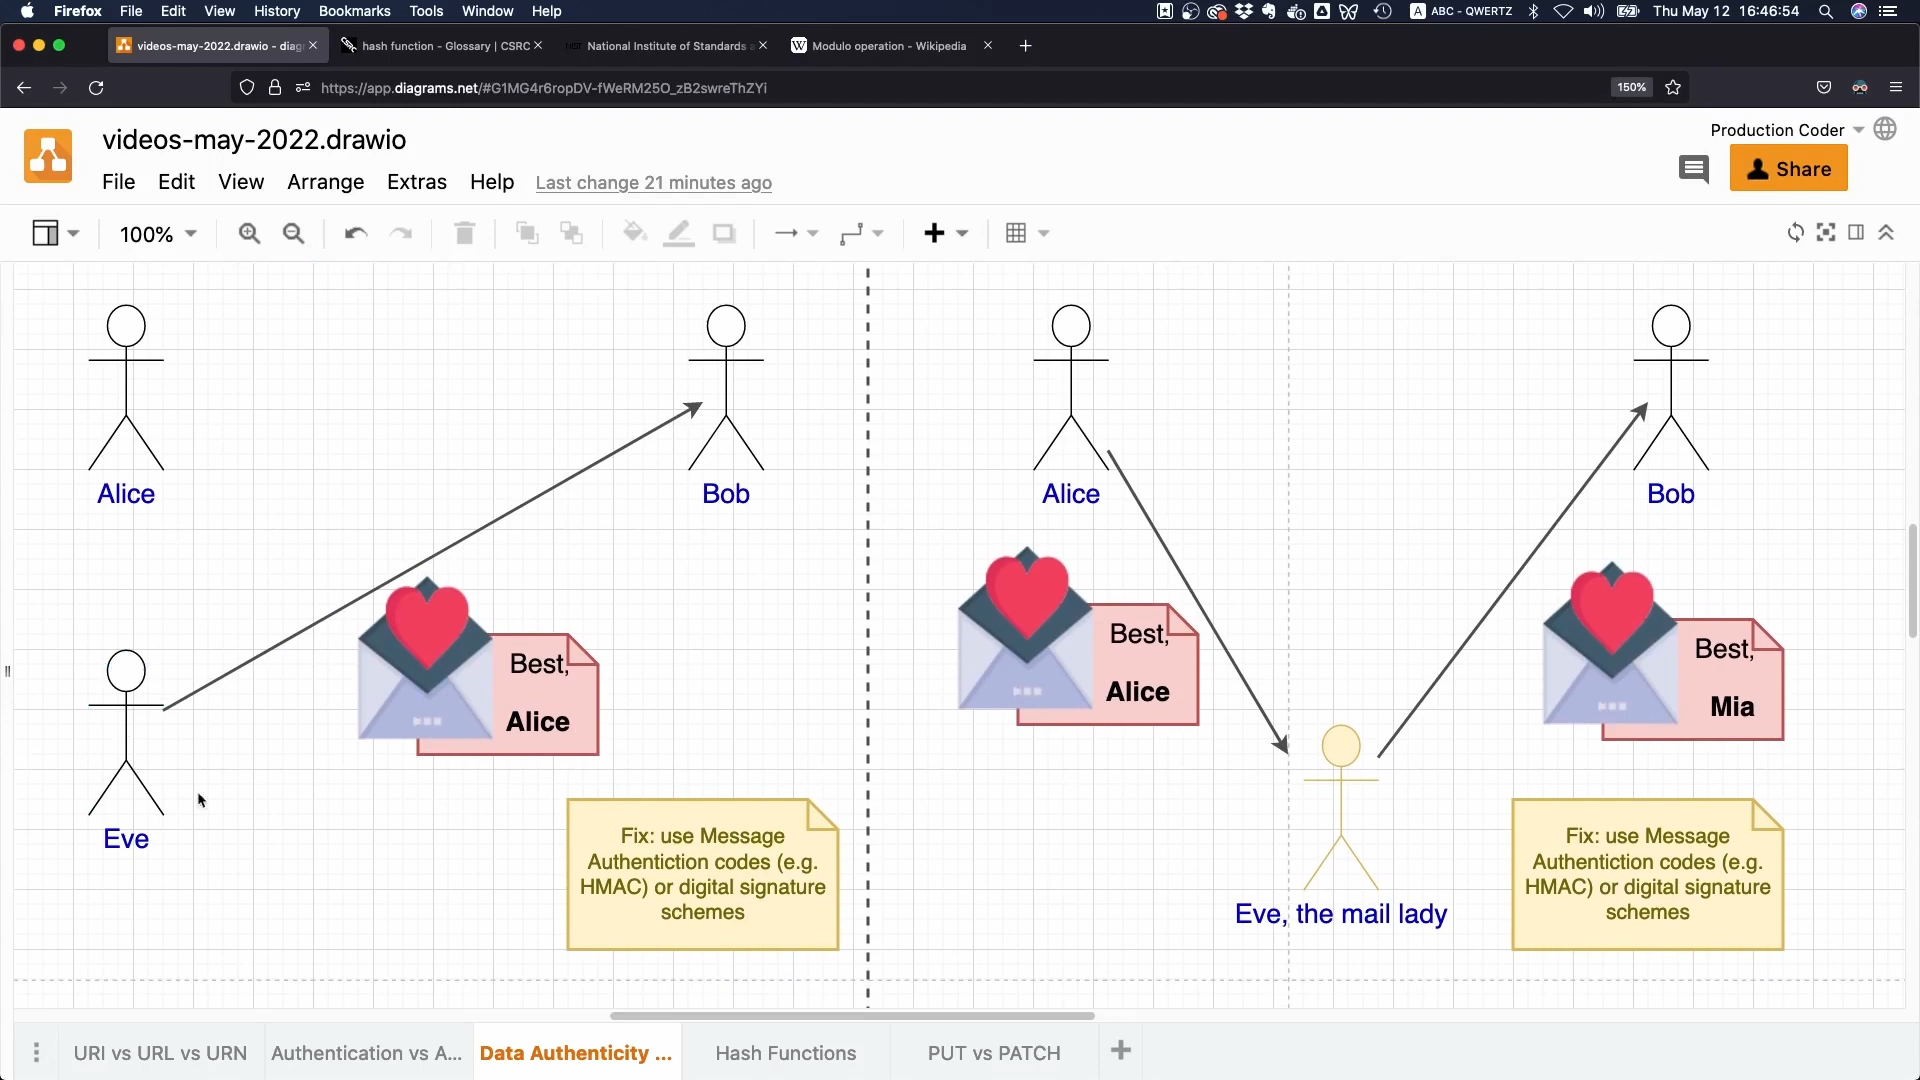 Firefox File Edit View History Bookmarks Tools Window Help
A ABC - QWERTZ Thu May 12 16:46:54
videos-may-2022.drawio - diag
hash function - Glossary | CSRC
National Institute of Standards a
W Modulo operation - Wikipedia
https://app.diagrams.net/#G1MG4r6ropDV-fWeRM25O_zB2swreThZYi
150%
videos-may-2022.drawio
Production Coder
File Edit View Arrange Extras Help Last change 21 minutes ago
Share
100%
Alice
Bob
Alice
Bob
Best,
Alice
Best,
Alice
Best,
Mia
Eve
Fix: use Message
Authentiction codes (e.g.
HMAC) or digital signature
schemes
Eve, the mail lady
Fix: use Message
Authentiction codes (e.g.
HMAC) or digital signature
schemes
URI vs URL vs URN Authentication vs A... Data Authenticity ... Hash Functions PUT vs PATCH